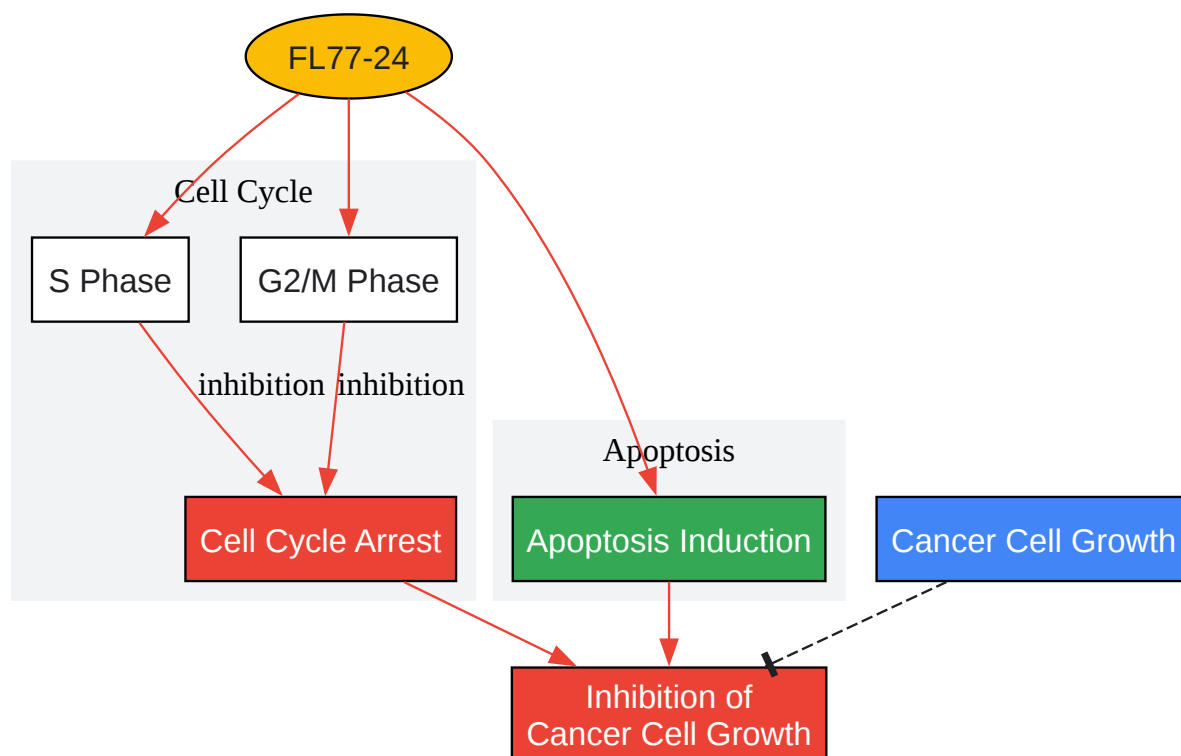 FL77-24
Cell Cycle
S Phase
G2/M Phase
inhibition
inhibition
Apoptosis
Cell Cycle Arrest
Apoptosis Induction
Cancer Cell Growth
Inhibition of
Cancer Cell Growth